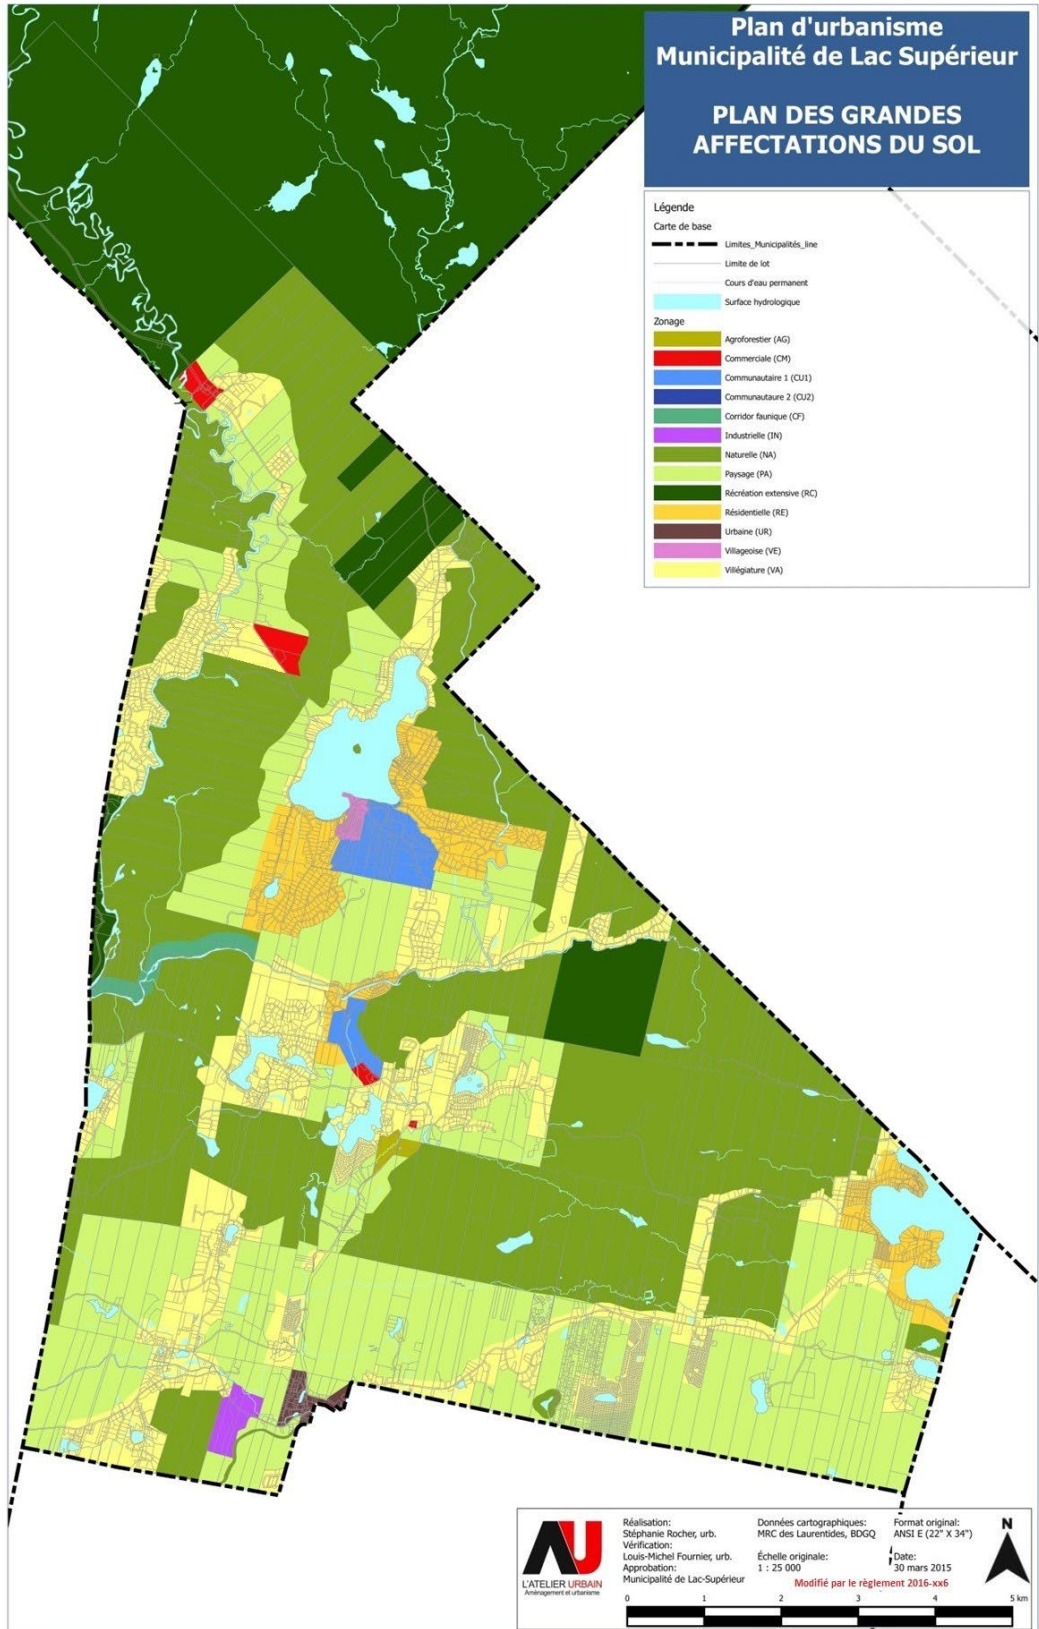 Plan d'urbanisme
Municipalité de Lac Supérieur
PLAN DES GRANDES
AFFECTATIONS DU SOL
Légende
Carte de base
Limites_Municipalités_line
Limite de lot
Cours d'eau permanent
Surface hydrologique
Zonage
Agroforestier (AG)
Commerciale (CM)
Communautaire 1 (CU1)
Communautaure 2 (CU2)
Corridor faunique (CF)
Industrielle (IN)
Naturelle (NA)
Paysage (PA)
Récréation extensive (RC)
Résidentielle (RE)
Urbaine (UR)
Villageoise (VE)
Villégiature (VA)
AU
L'ATELIER URBAIN
Aménagement et urbanisme
Réalisation:
Stéphanie Rocher, urb.
Vérification:
Louis-Michel Fournier, urb.
Approbation:
Municipalité de Lac-Supérieur
Données cartographiques:
MRC des Laurentides, BDGQ
Échelle originale:
1 : 25 000
Format original:
ANSI E (22" X 34")
Date:
30 mars 2015
Modifié par le règlement 2016-xx6
N
0 1 2 3 4 5 km